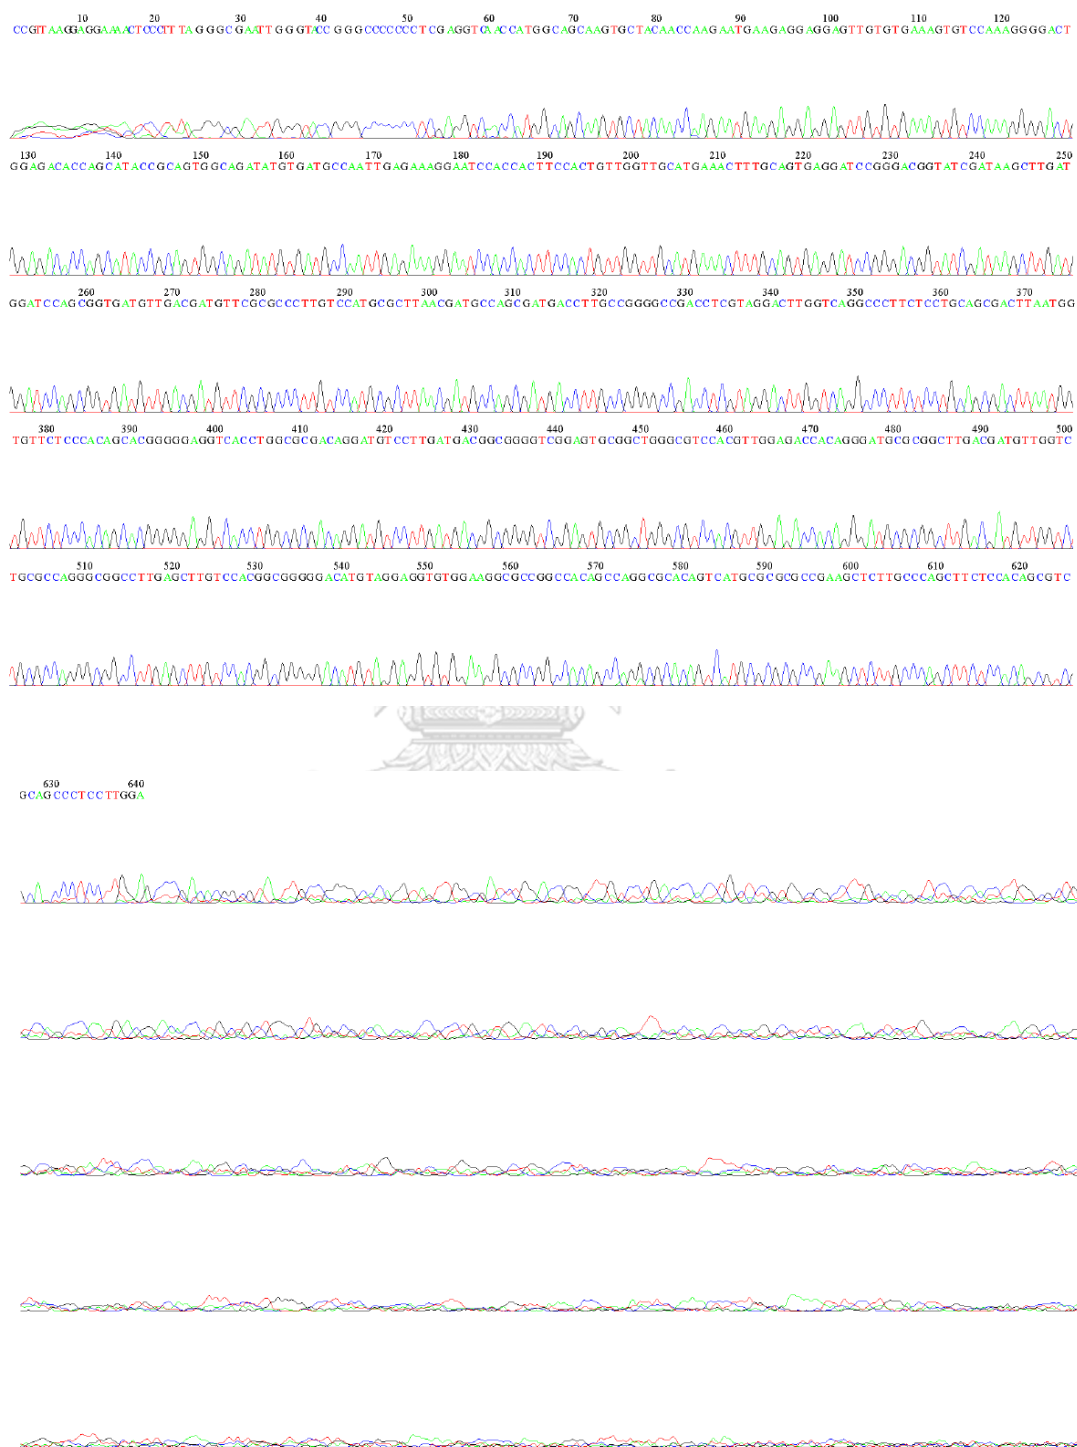 10 20 30 40 50 60 70 80 90 100 110 120
CCGTTAAGGAGGAAAACTCCCTTTAGGGCGAATTGGGTACCGGGCCCCCCCTCGAGGTCAACCATGGCAGCAAGTGCTACAACCAAGAATGAAGAGGAGGAGTTGTGTGAAAGTGTCCAAAGGGGACT
130 140 150 160 170 180 190 200 210 220 230 240 250
GGAGACACCAGCATACCGCAGTGGCAGATATGTGATGCCAATTGAGAAAGGAATCCACCACTTCCACTGTTGGTTGCATGAAACTTTGCAGTGAGGATCCGGGACGGTATCGATAAGCTTGAT
260 270 280 290 300 310 320 330 340 350 360 370
GGATCCAGCGGTGATGTTGACGATGTTCGCGCCCTTGTCCATGCGCTTAACGATGCCAGCGATGACCTTGCCGGGGCCGACCTCGTAGGACTTGGTCAGGCCCTTCTCCTGCAGCGACTTAATGG
380 390 400 410 420 430 440 450 460 470 480 490 500
TGTTCTCCCACAGCACGGGGGAGGTCACCTGGCGCGACAGGATGTCCTTGATGACGGCGGGGTCGGAGTGCGGCTGGGCGTCCACGTTGGAGACCACAGGGATGCGCGGCTTGACGATGTTGGTC
510 520 530 540 550 560 570 580 590 600 610 620
TGCGCCAGGGCGGCCTTGAGCTTGTCCACGGCGGGGGACATGTAGGAGGTGTGGAAGGCGCCGGCCACAGCCAGGCGCACAGTCATGCGCGCGCCGAAGCTCTTGCCCAGCTTCTCCACAGCGTC
630 640
GCAGCCCTCCTTGGA